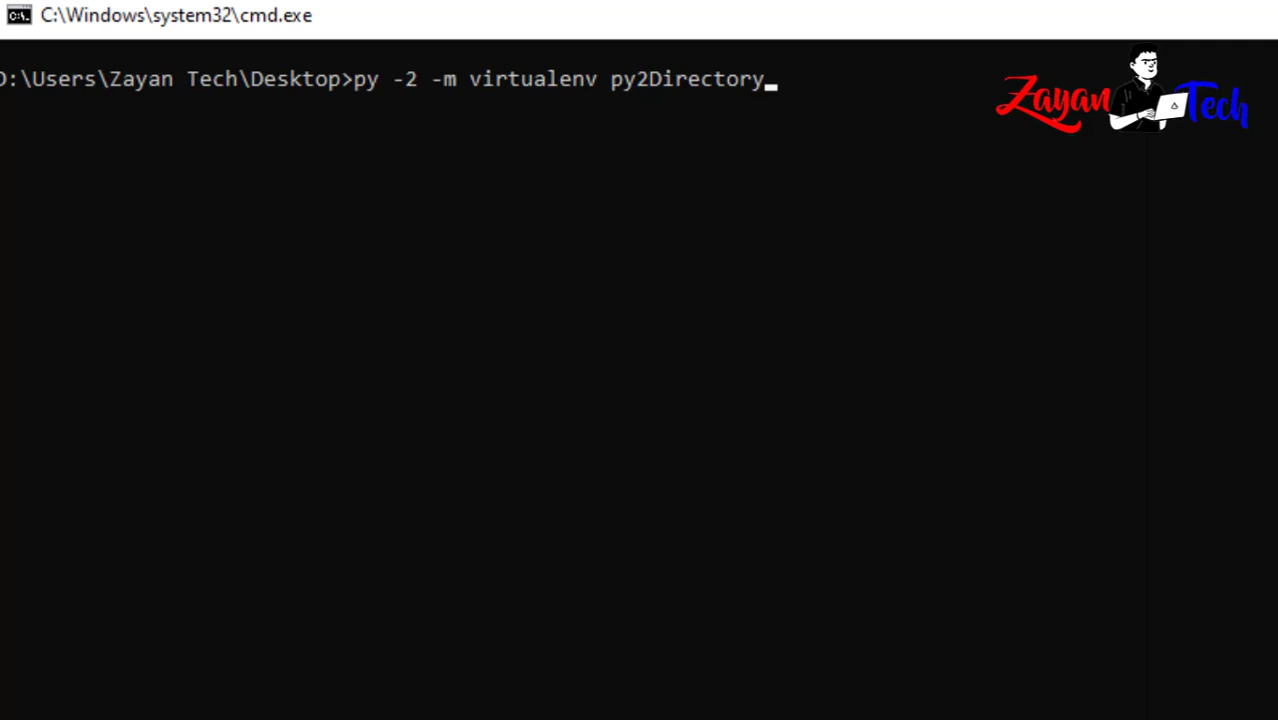 C:\Windows\system32\cmd.exe
D:\Users\Zayan Tech\Desktop>py -2 -m virtualenv py2Directory
Zayan Tech